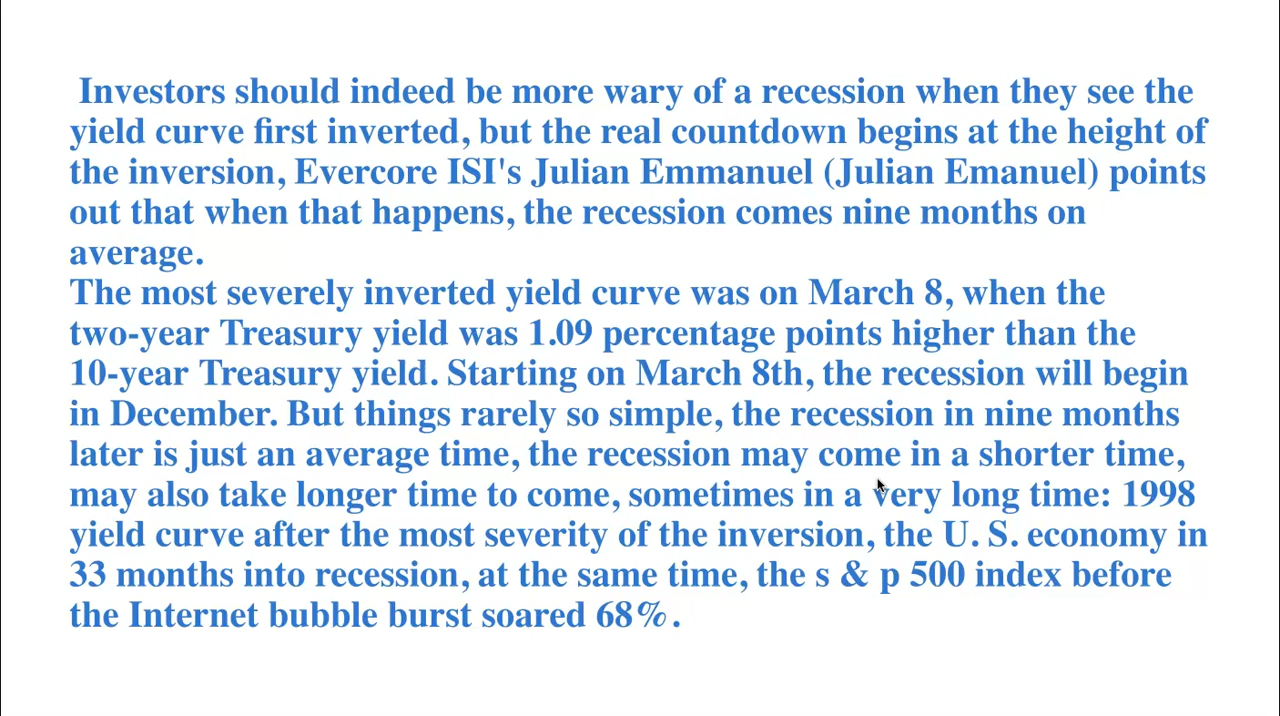 Investors should indeed be more wary of a recession when they see the
yield curve first inverted, but the real countdown begins at the height of
the inversion, Evercore ISI's Julian Emmanuel (Julian Emanuel) points
out that when that happens, the recession comes nine months on
average.
The most severely inverted yield curve was on March 8, when the
two-year Treasury yield was 1.09 percentage points higher than the
10-year Treasury yield. Starting on March 8th, the recession will begin
in December. But things rarely so simple, the recession in nine months
later is just an average time, the recession may come in a shorter time,
may also take longer time to come, sometimes in a very long time: 1998
yield curve after the most severity of the inversion, the U. S. economy in
33 months into recession, at the same time, the s & p 500 index before
the Internet bubble burst soared 68%.